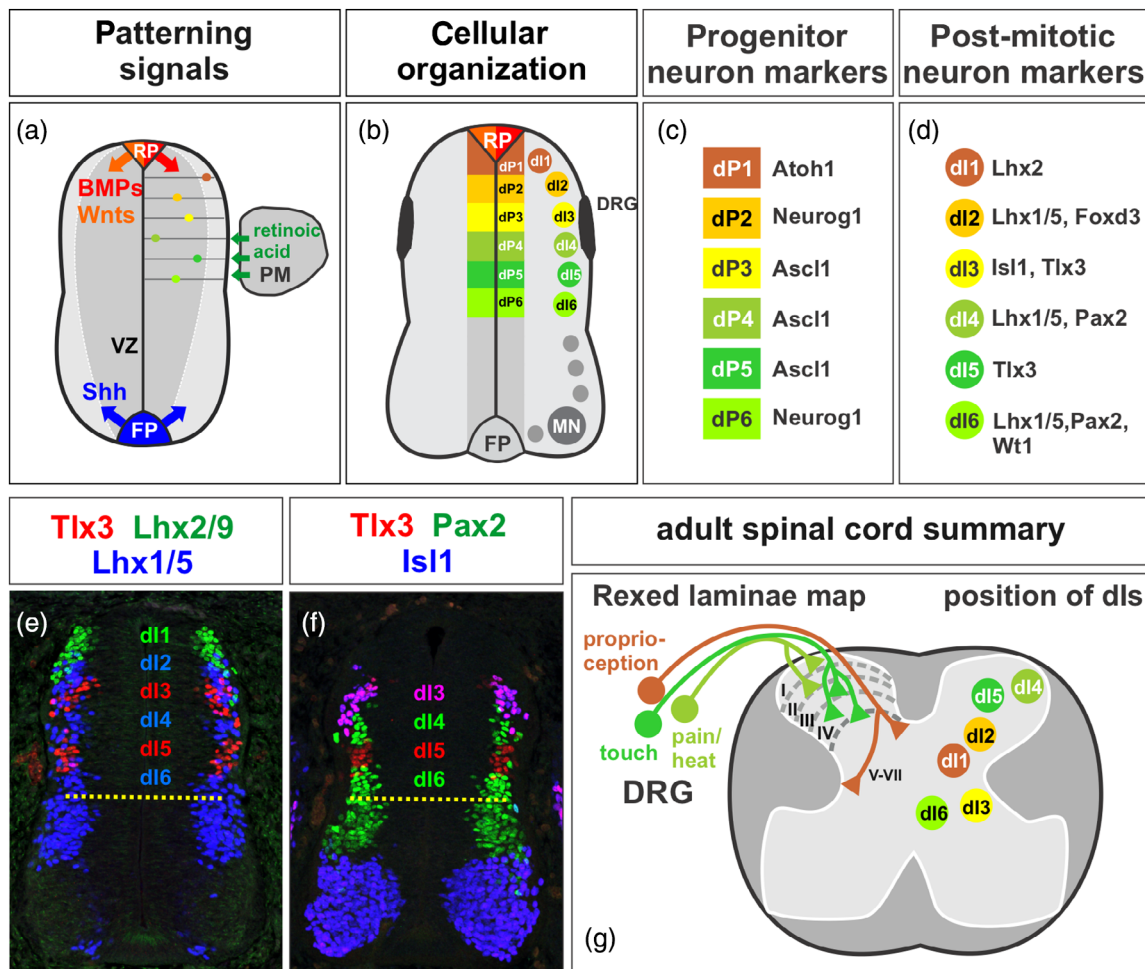 Patterning
signals
Cellular
organization
Progenitor
neuron markers
Post-mitotic
neuron markers
(a)
RP
BMPs
Wnts
retinoic
acid
PM
VZ
Shh
FP
(b)
RP
dP1
dI1
dP2
dI2
dP3
dI3
DRG
dP4
dI4
dP5
dI5
dP6
dI6
MN
FP
(c)
dP1 Atoh1
dP2 Neurog1
dP3 Ascl1
dP4 Ascl1
dP5 Ascl1
dP6 Neurog1
(d)
dI1 Lhx2
dI2 Lhx1/5, Foxd3
dI3 Isl1, Tlx3
dI4 Lhx1/5, Pax2
dI5 Tlx3
dI6 Lhx1/5,Pax2,
Wt1
Tlx3 Lhx2/9
Lhx1/5
(e)
dI1
dI2
dI3
dI4
dI5
dI6
Tlx3 Pax2
Isl1
(f)
dI3
dI4
dI5
dI6
adult spinal cord summary
Rexed laminae map
position of dIs
proprio-
ception
touch
pain/
heat
DRG
I
II
III
IV
V-VII
dI5
dI4
dI2
dI1
dI6
dI3
(g)